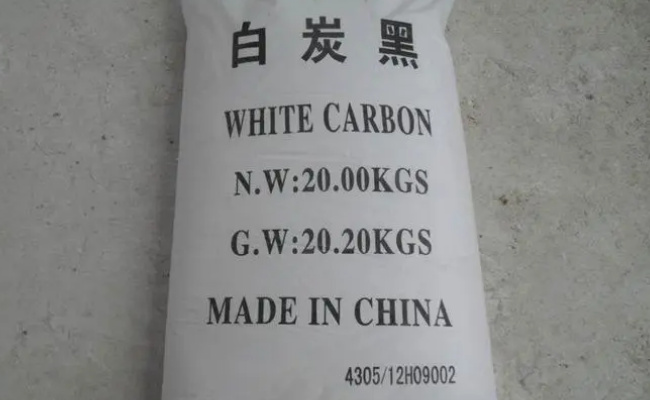 白炭黑
WHITE CARBON
N.W:20.00KGS
G.W:20.20KGS
MADE IN CHINA
4305/12H09002